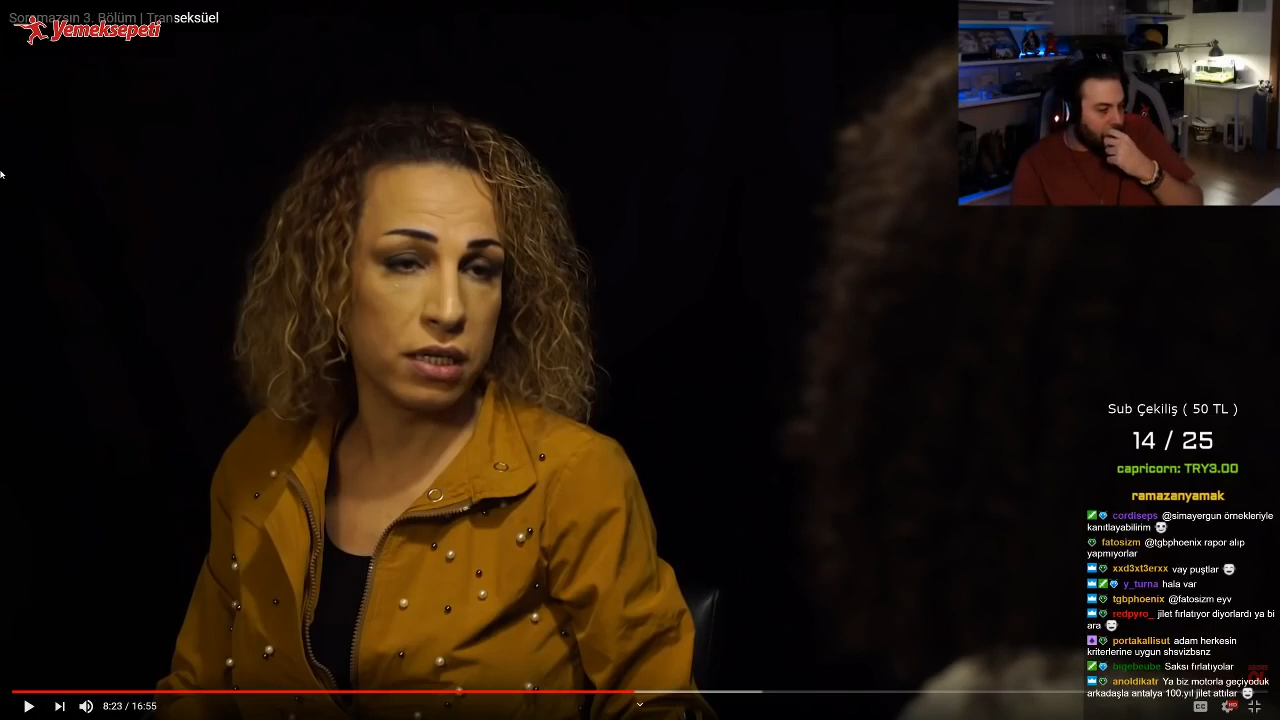 Soramazsın 3. Bölüm | Transeksüel
Yemeksepeti
Sub Çekiliş ( 50 TL )
14 / 25
capricorn: TRY3.00
ramazanyamak
cordiseps @simayergun örnekleriyle
kanıtlayabilirim
fatosizm @tgbphoenix rapor alıp
yapmıyorlar
xxd3xt3erxx vay puştlar
y_turna hala var
tgbphoenix @fatosizm eyv
redpyro_ jilet fırlatıyor diyorlardı ya bi
ara
portakallisut adam herkesin
kriterlerine uygun shsvizbsnz
bigebeube Saksı fırlatıyolar
anoldikatr Ya biz motorla geçiyoduk
arkadaşla antalya 100.yıl jilet attılar
8:23 / 16:55
CC
HD